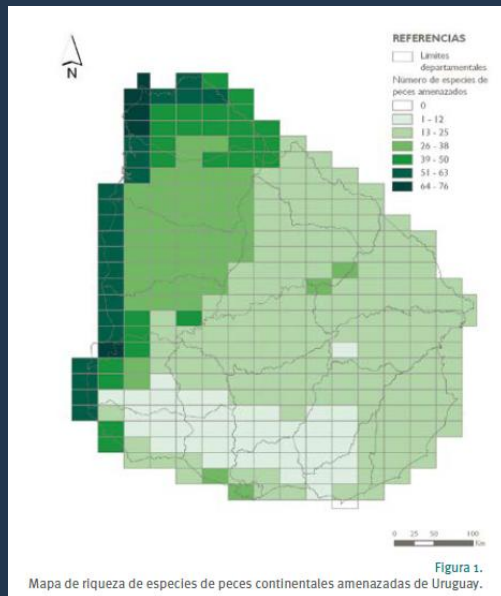 N
REFERENCIAS
Límites
departamentales
Número de especies de
peces amenazados
0
1 - 12
13 - 25
26 - 38
39 - 50
51 - 63
64 - 76
0 25 50 100
Km
Figura 1.
Mapa de riqueza de especies de peces continentales amenazadas de Uruguay.